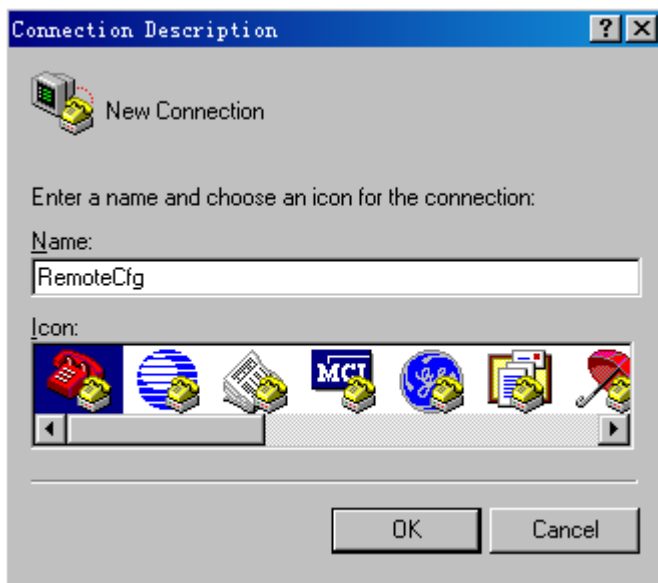 Connection Description
New Connection
Enter a name and choose an icon for the connection:
Name:
RemoteCfg
Icon:
MCI
OK Cancel